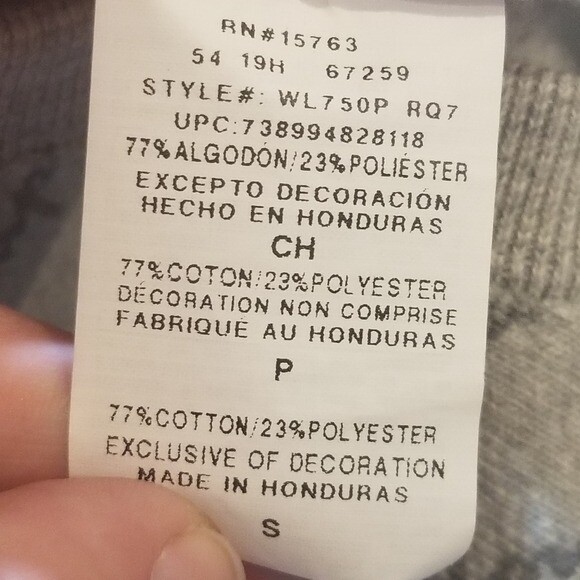 RN#15763
54 19H 67259
STYLE#: WL750P RQ7
UPC:738994828118
77%ALGODÓN/23%POLIÉSTER
EXCEPTO DECORACIÓN
HECHO EN HONDURAS
CH
77%COTON/23%POLYESTER
DÉCORATION NON COMPRISE
FABRIQUÉ AU HONDURAS
P
77%COTTON/23%POLYESTER
EXCLUSIVE OF DECORATION
MADE IN HONDURAS
S